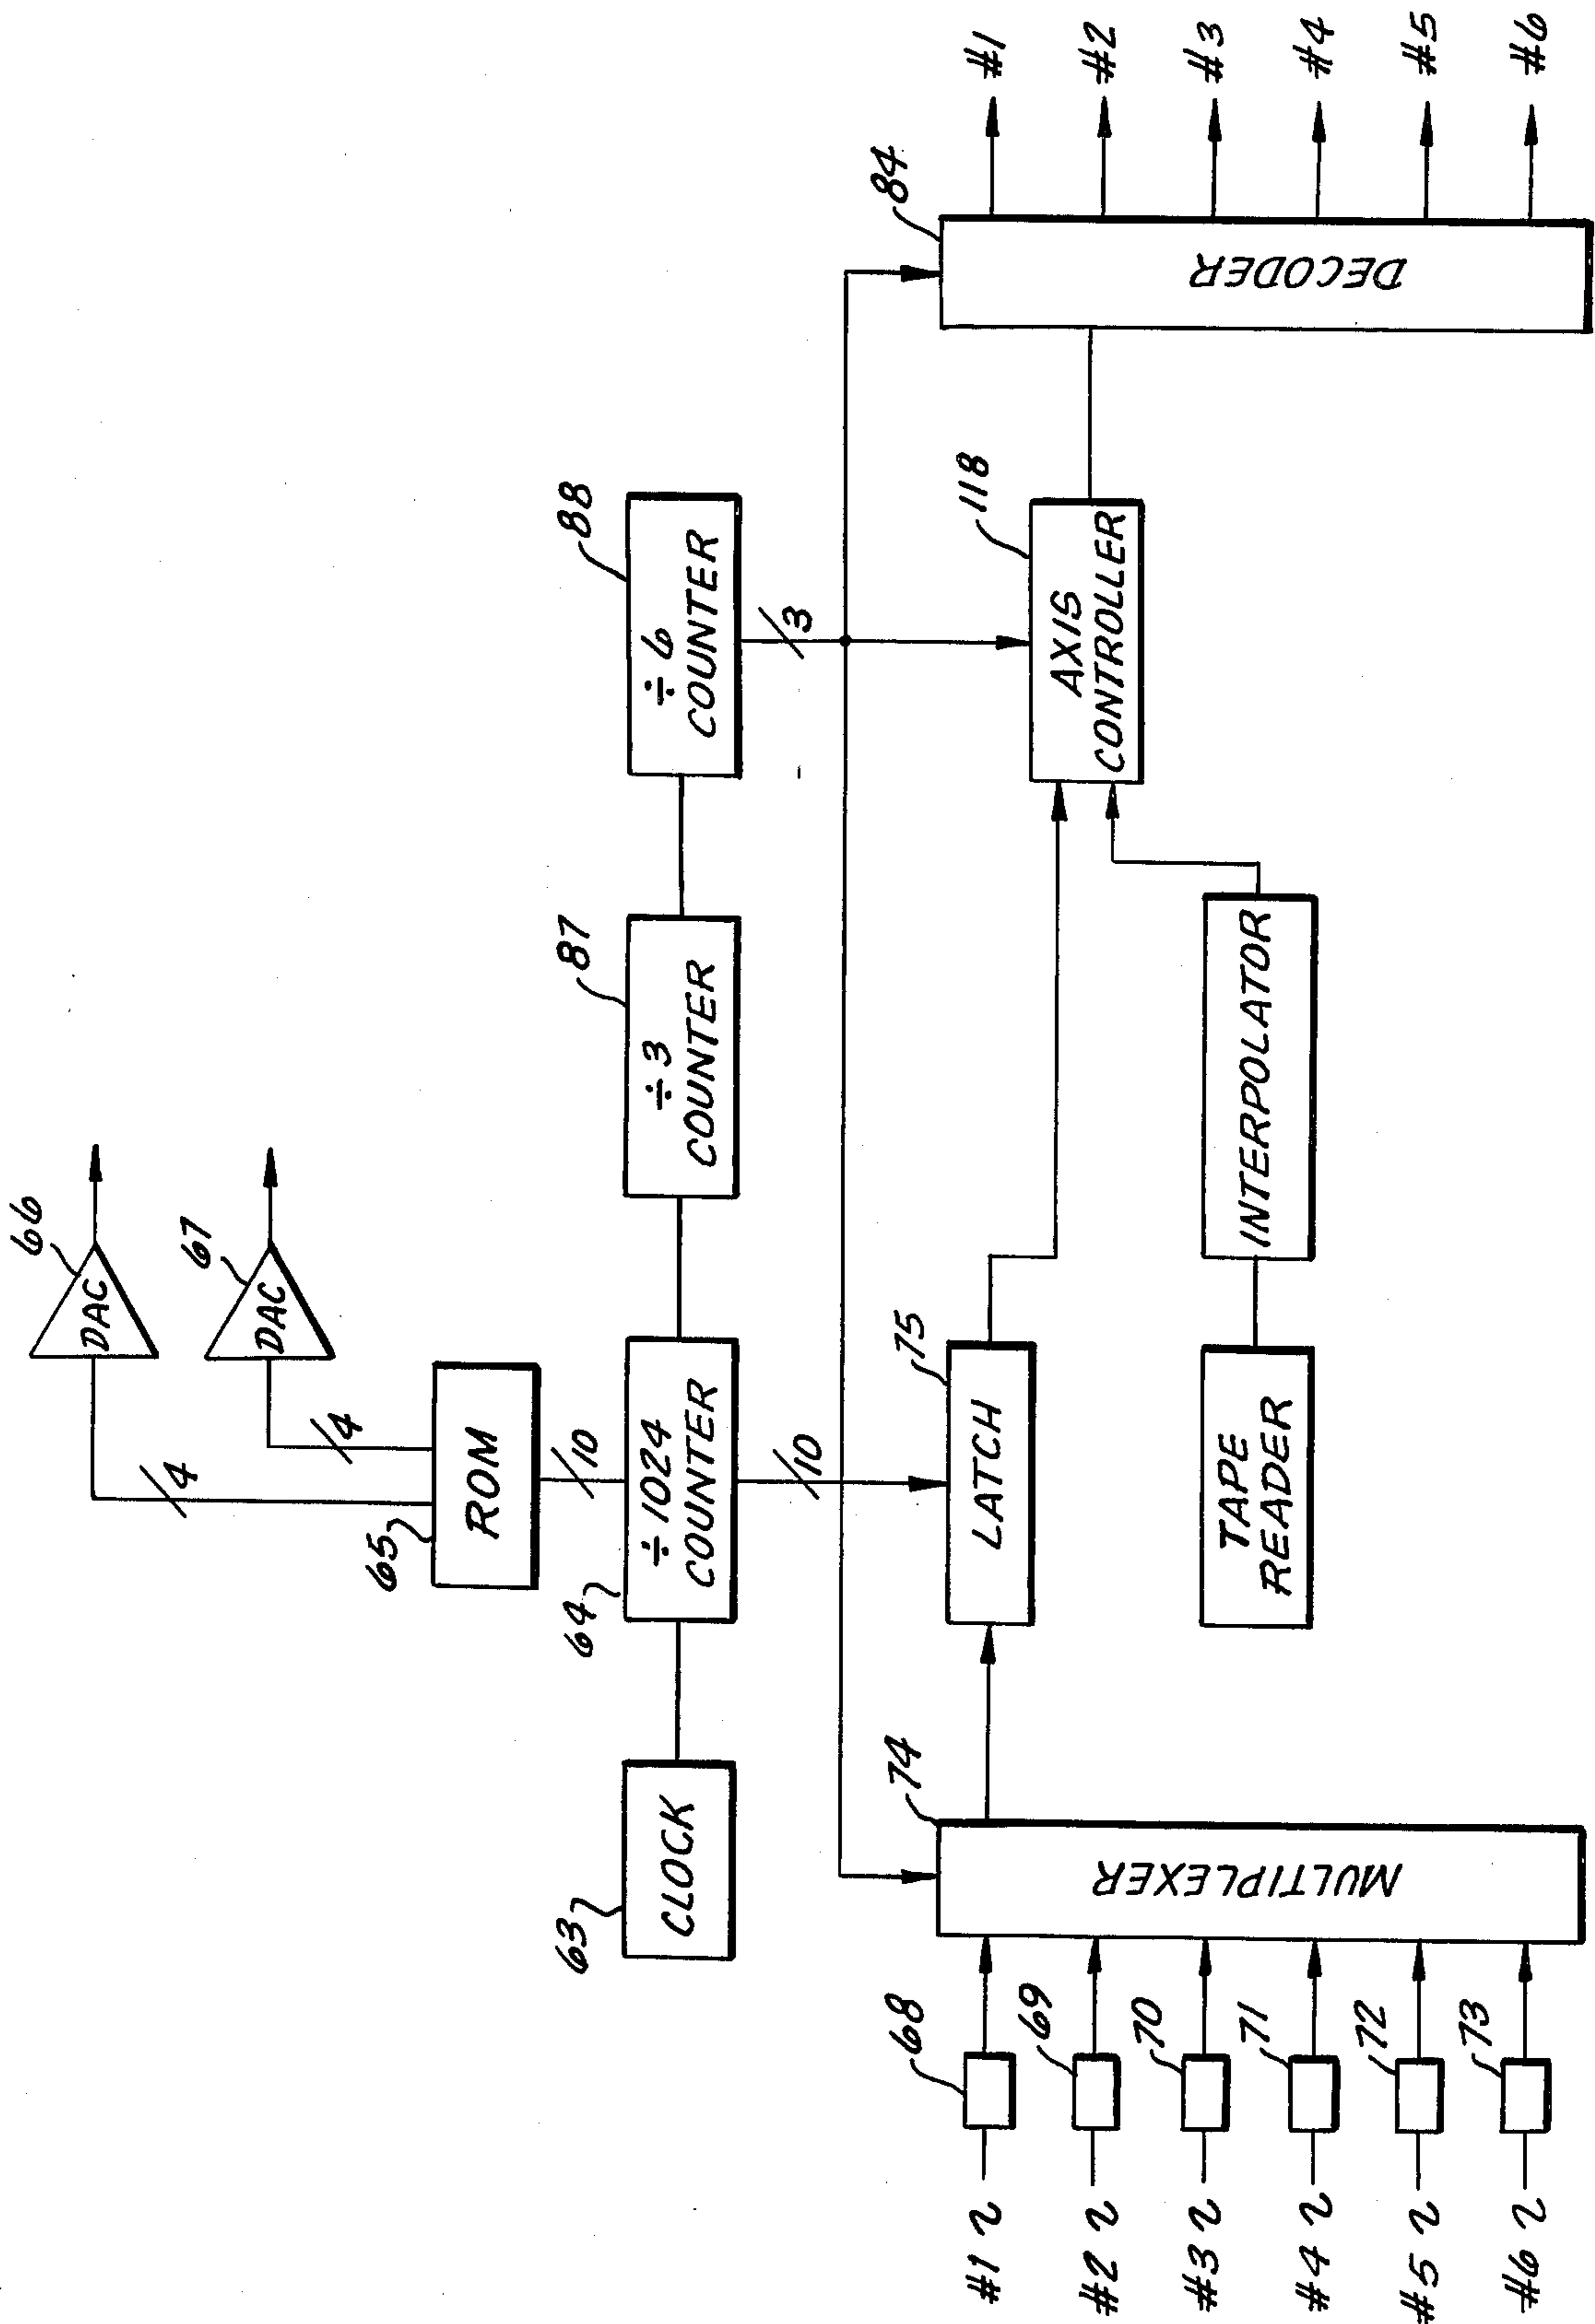 66
DAC
67
DAC
4
4
65
ROM
10
63
CLOCK
64
÷1024
COUNTER
87
÷3
COUNTER
88
÷6
COUNTER
10
3
#1 ~
68
#2 ~
69
#3 ~
70
#4 ~
71
#5 ~
72
#6 ~
73
74
MULTIPLEXER
75
LATCH
118
AXIS
CONTROLLER
TAPE
READER
INTERPOLATOR
84
DECODER
#1
#2
#3
#4
#5
#6